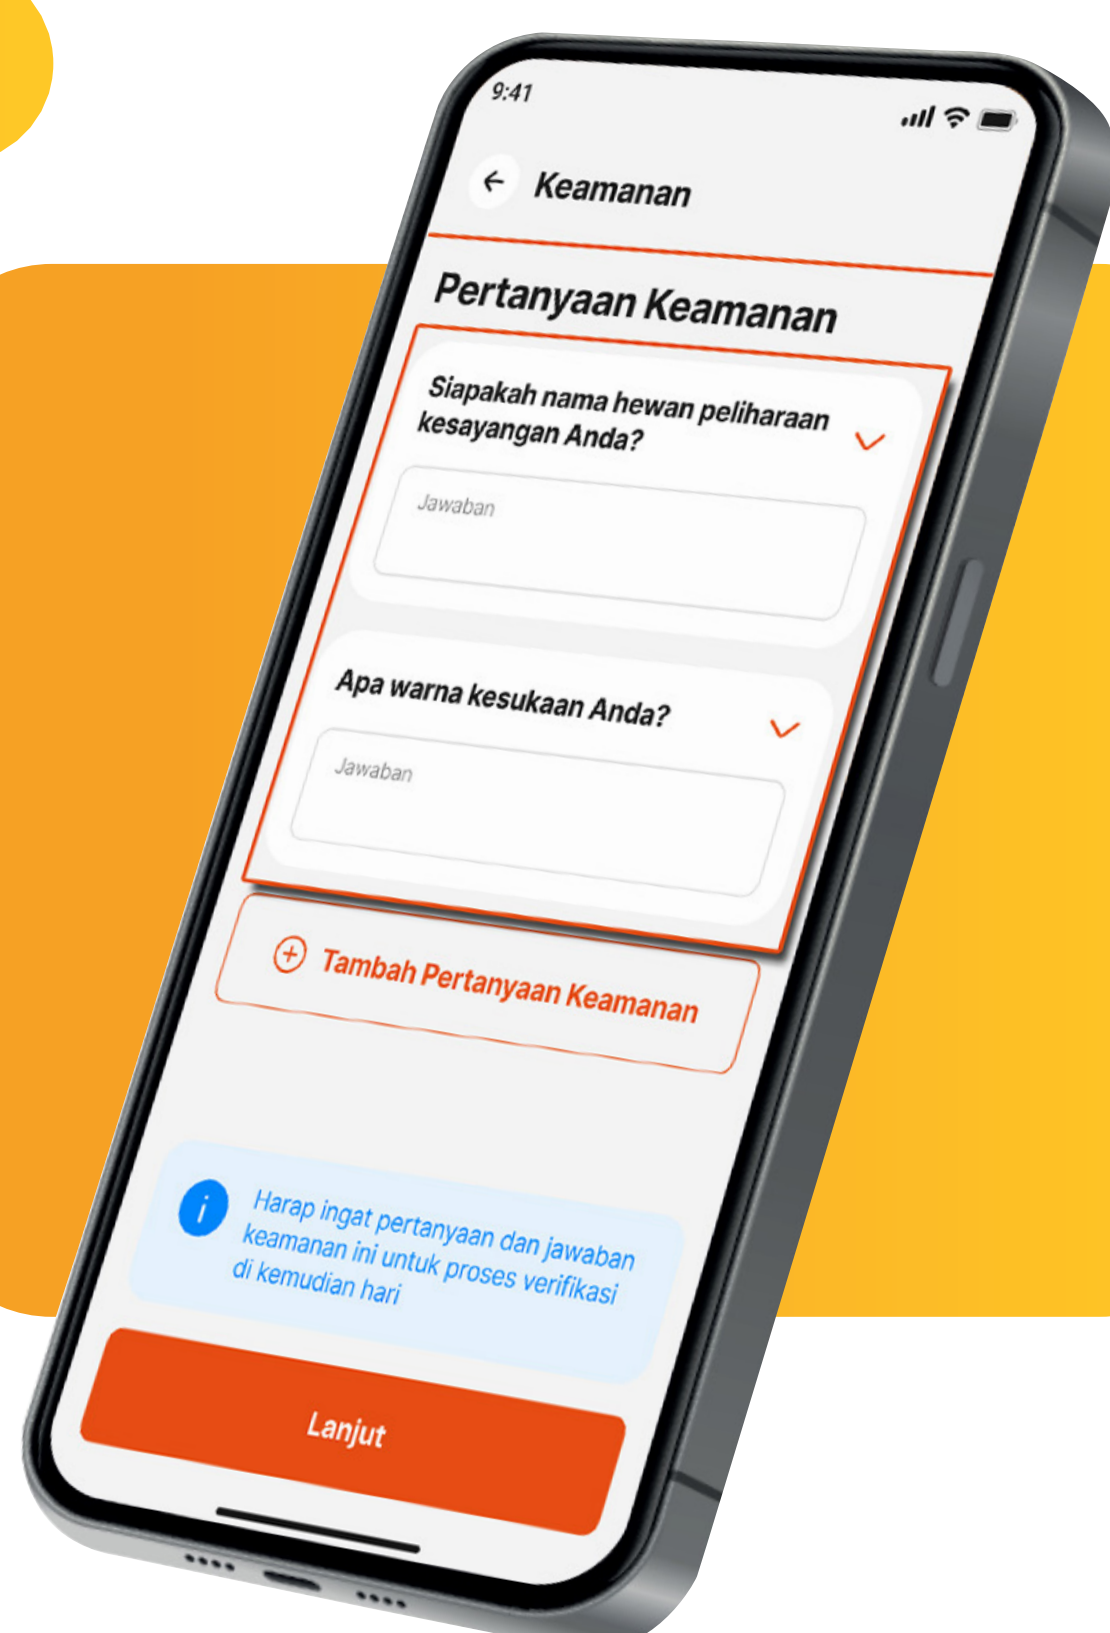 9:41
Keamanan
Pertanyaan Keamanan
Siapakah nama hewan peliharaan
kesayangan Anda?
Jawaban
Apa warna kesukaan Anda?
Jawaban
Tambah Pertanyaan Keamanan
Harap ingat pertanyaan dan jawaban
keamanan ini untuk proses verifikasi
di kemudian hari
Lanjut